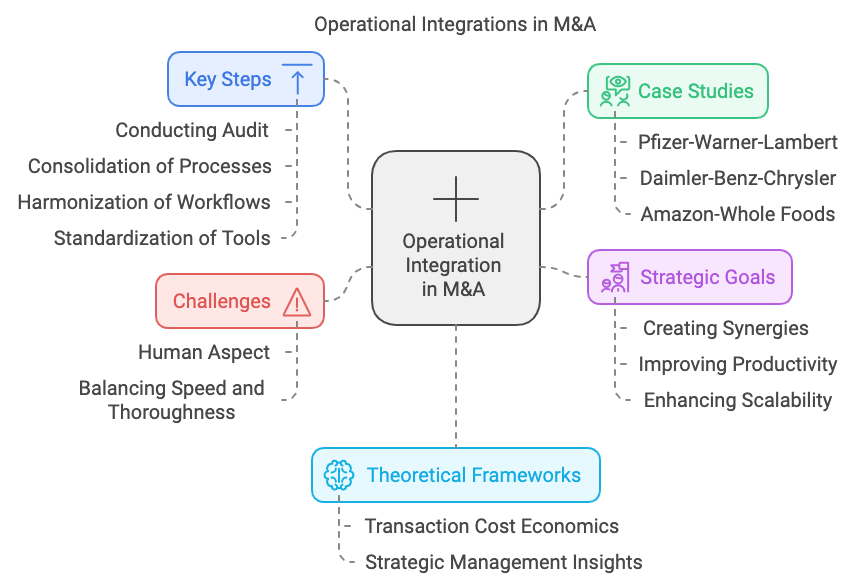 Operational Integrations in M&A
Key Steps
Conducting Audit
Consolidation of Processes
Harmonization of Workflows
Standardization of Tools
Challenges
Human Aspect
Balancing Speed and
Thoroughness
Operational
Integration
in M&A
Case Studies
Pfizer-Warner-Lambert
Daimler-Benz-Chrysler
Amazon-Whole Foods
Strategic Goals
Creating Synergies
Improving Productivity
Enhancing Scalability
Theoretical Frameworks
Transaction Cost Economics
Strategic Management Insights